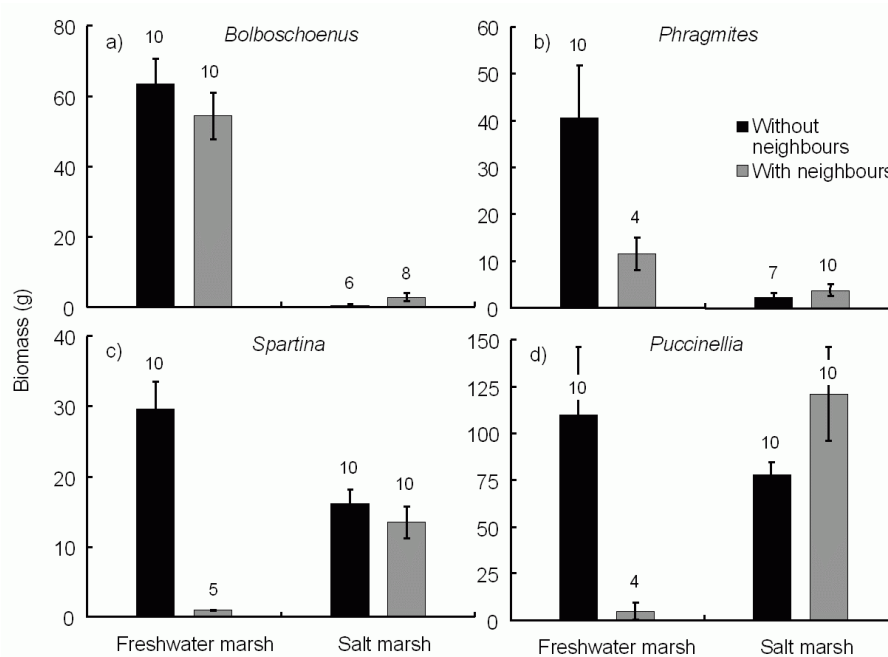 a)
Bolboschoenus
80
60
40
20
0
10
10
6
8
b)
Phragmites
60
50
40
30
20
10
0
10
4
7
10
Without
neighbours
With neighbours
Biomass (g)
c)
Spartina
40
30
20
10
0
10
5
10
10
Freshwater marsh
Salt marsh
d)
Puccinellia
150
125
100
75
50
25
0
10
4
10
10
Freshwater marsh
Salt marsh